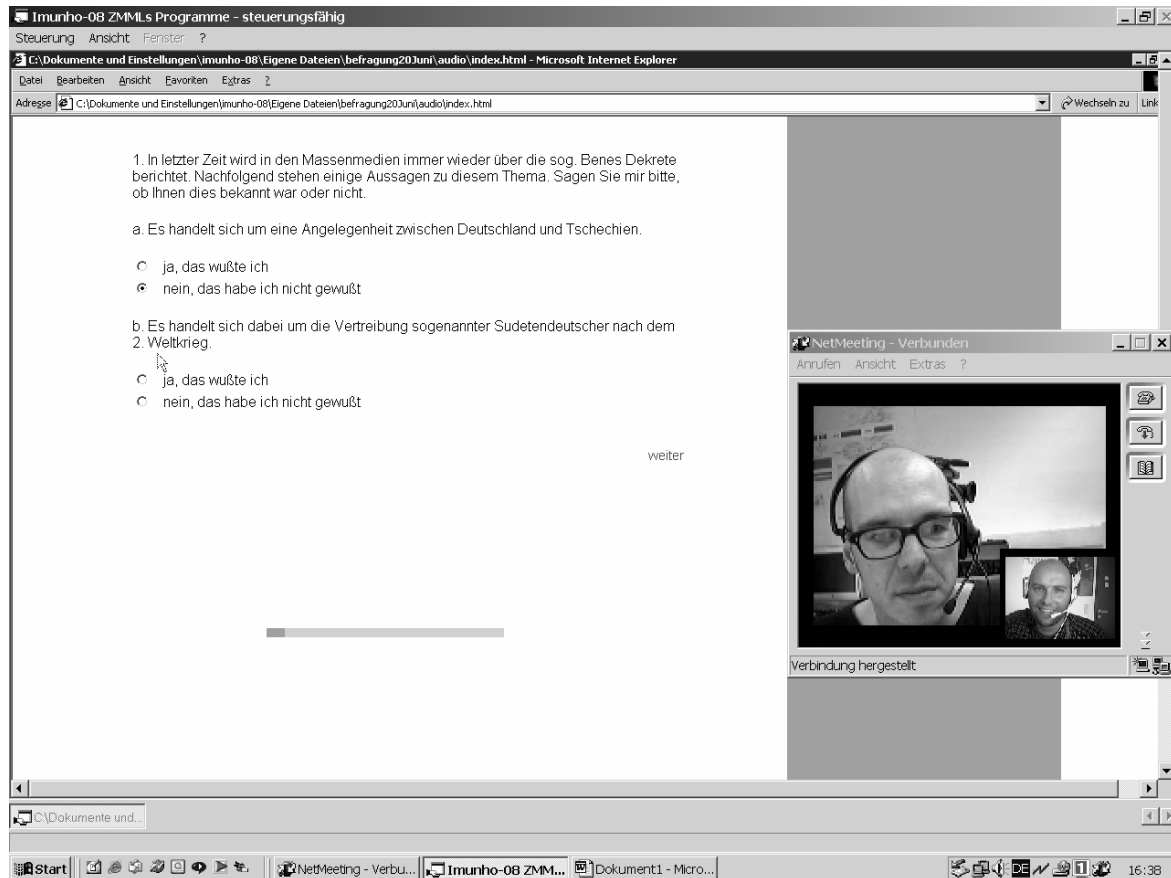 Imunho-08 ZMMLs Programme - steuerungsfähig
Steuerung Ansicht Fenster ?
C:\Dokumente und Einstellungen\imunho-08\Eigene Dateien\befragung20Juni\audio\index.html - Microsoft Internet Explorer
Datei Bearbeiten Ansicht Favoriten Extras ?
Adresse C:\Dokumente und Einstellungen\imunho-08\Eigene Dateien\befragung20Juni\audio\index.html Wechseln zu Link
1. In letzter Zeit wird in den Massenmedien immer wieder über die sog. Benes Dekrete
berichtet. Nachfolgend stehen einige Aussagen zu diesem Thema. Sagen Sie mir bitte,
ob Ihnen dies bekannt war oder nicht.
a. Es handelt sich um eine Angelegenheit zwischen Deutschland und Tschechien.
ja, das wußte ich
nein, das habe ich nicht gewußt
b. Es handelt sich dabei um die Vertreibung sogenannter Sudetendeutscher nach dem
2. Weltkrieg.
ja, das wußte ich
nein, das habe ich nicht gewußt
weiter
NetMeeting - Verbunden
Anrufen Ansicht Extras ?
Verbindung hergestellt
C:\Dokumente und...
Start NetMeeting - Verbu... Imunho-08 ZMM... Dokument1 - Micro... DE 16:38